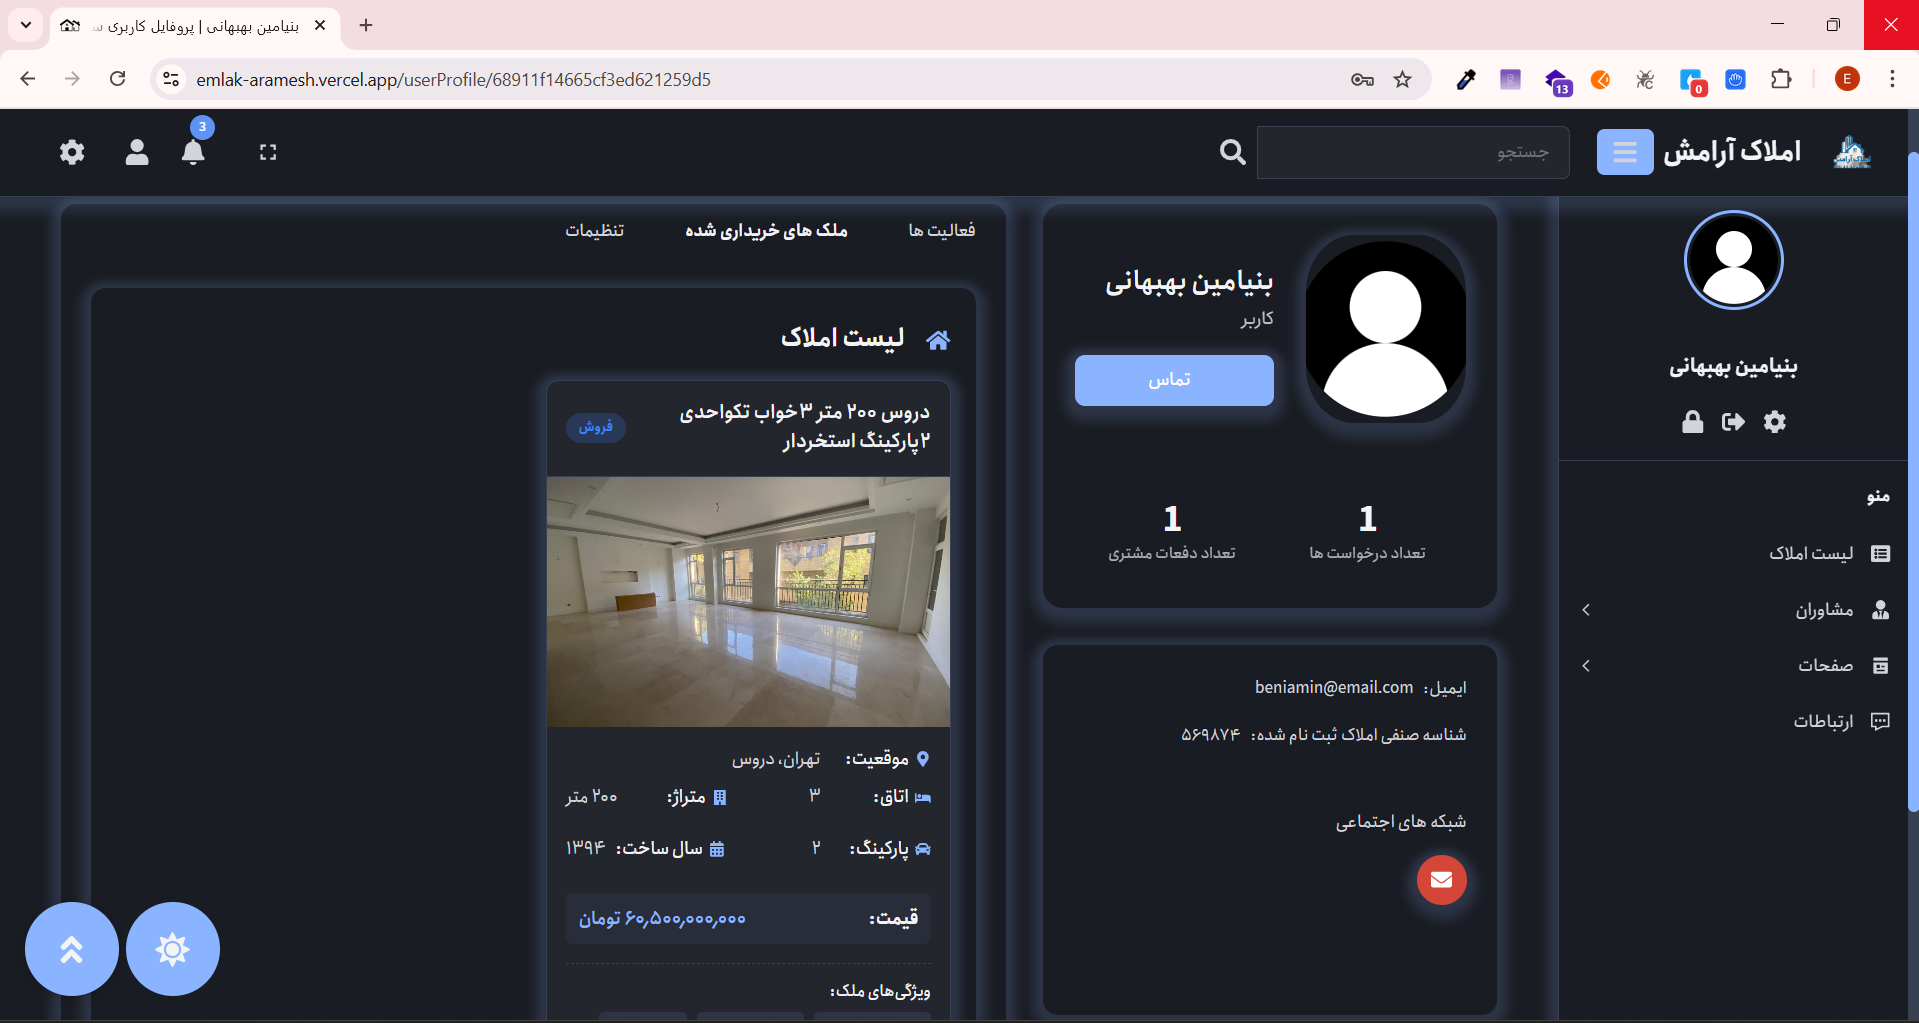 بنیامین بهبهانی | پروفایل کاربری
emlak-aramesh.vercel.app/userProfile/68911f14665cf3ed621259d5
13
0
E
املاک آرامش
جستجو
3
بنیامین بهبهانی
منو
لیست املاک
مشاوران
صفحات
ارتباطات
بنیامین بهبهانی
کاربر
تماس
1
تعداد درخواست ها
1
تعداد دفعات مشتری
ایمیل: beniamin@email.com
شناسه صنفی املاک ثبت نام شده: ۵۶۹۸۷۴
شبکه های اجتماعی
فعالیت ها
ملک های خریداری شده
تنظیمات
لیست املاک
دروس ۲۰۰ متر ۳خواب تکواحدی
۲پارکینگ استخردار
فروش
موقعیت: تهران، دروس
اتاق: ۳
متراژ: ۲۰۰ متر
پارکینگ: ۲
سال ساخت: ۱۳۹۴
قیمت: ۶۰,۵۰۰,۰۰۰,۰۰۰ تومان
ویژگی‌های ملک: